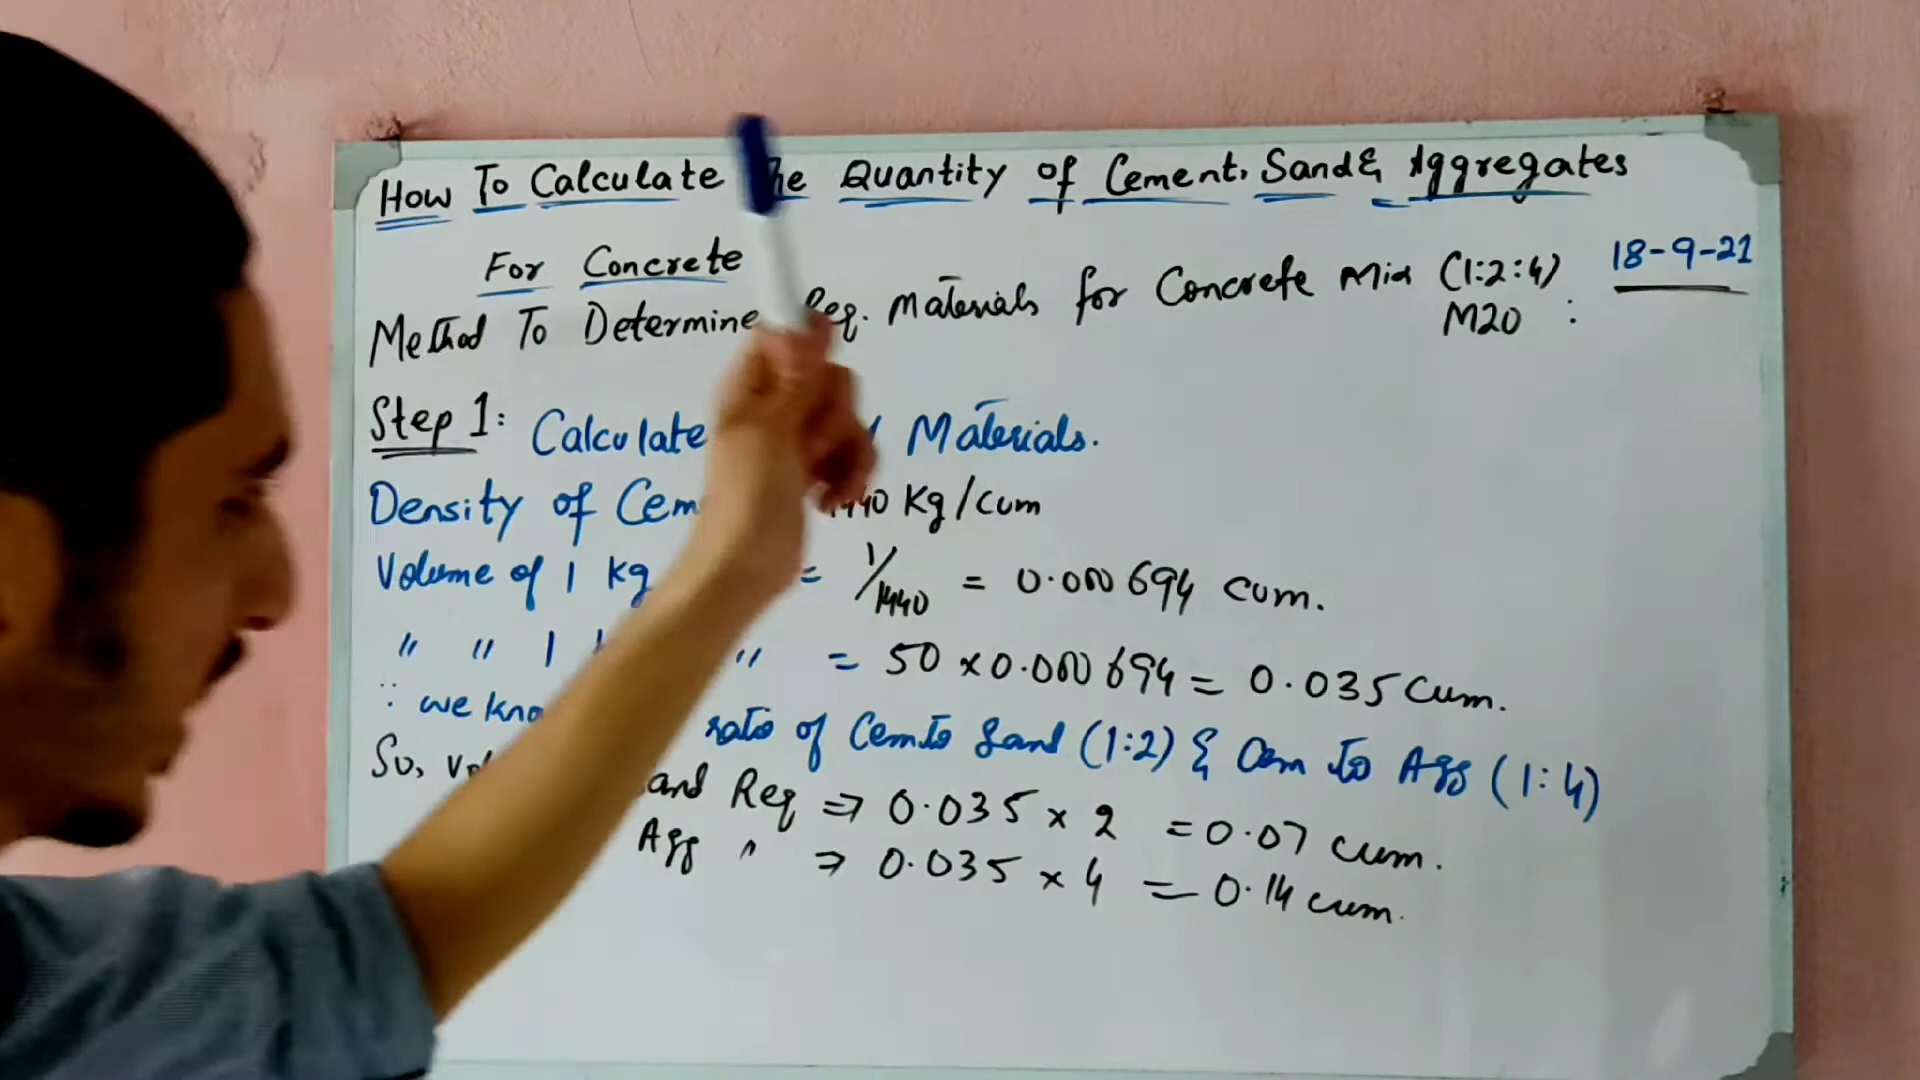 How To Calculate The Quantity of Cement, Sand & Aggregates
For Concrete
18-9-21
Method To Determine Req. Materials for Concrete Mix (1:2:4)
M20 :
Step 1: Calculate Materials.
Density of Cem 1440 Kg/cum
Volume of 1 kg = 1/1440 = 0.000694 cum.
" " 1 " = 50 x 0.000694 = 0.035 Cum.
∵ we kno ratio of Cem to Sand (1:2) & Cem to Agg (1:4)
So, and Req ⇒ 0.035 x 2 = 0.07 cum.
Agg " ⇒ 0.035 x 4 = 0.14 cum.